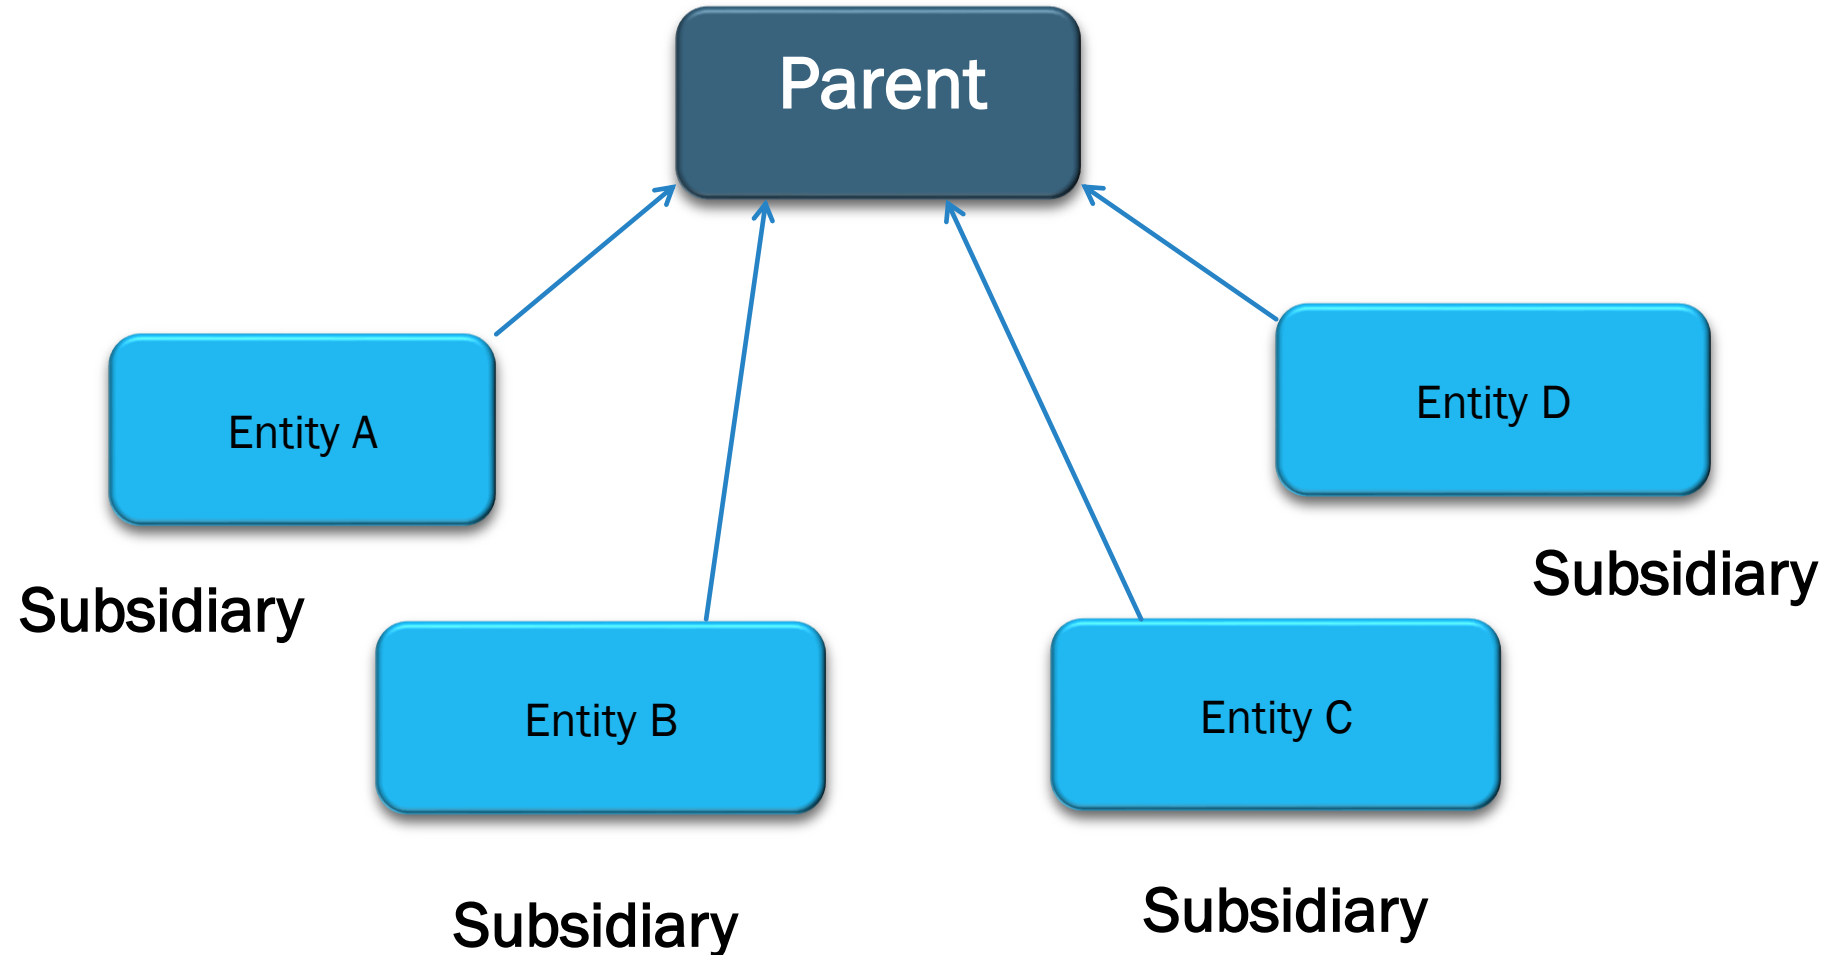 Parent
Entity A
Entity D
Subsidiary
Subsidiary
Entity B
Entity C
Subsidiary
Subsidiary